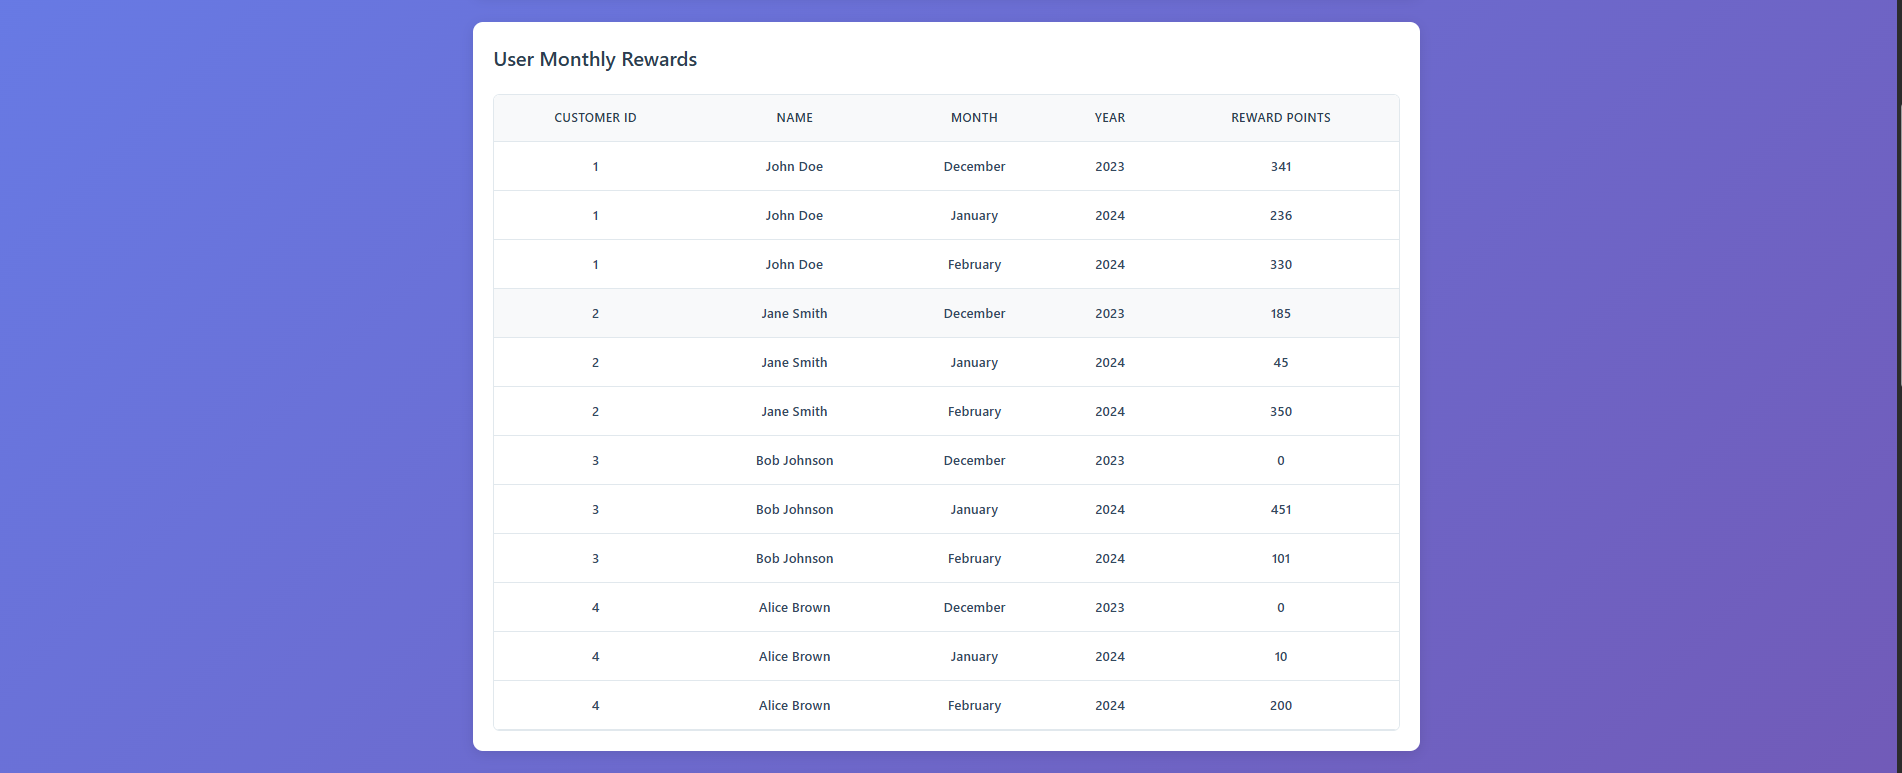 User Monthly Rewards
CUSTOMER ID NAME MONTH YEAR REWARD POINTS
1 John Doe December 2023 341
1 John Doe January 2024 236
1 John Doe February 2024 330
2 Jane Smith December 2023 185
2 Jane Smith January 2024 45
2 Jane Smith February 2024 350
3 Bob Johnson December 2023 0
3 Bob Johnson January 2024 451
3 Bob Johnson February 2024 101
4 Alice Brown December 2023 0
4 Alice Brown January 2024 10
4 Alice Brown February 2024 200